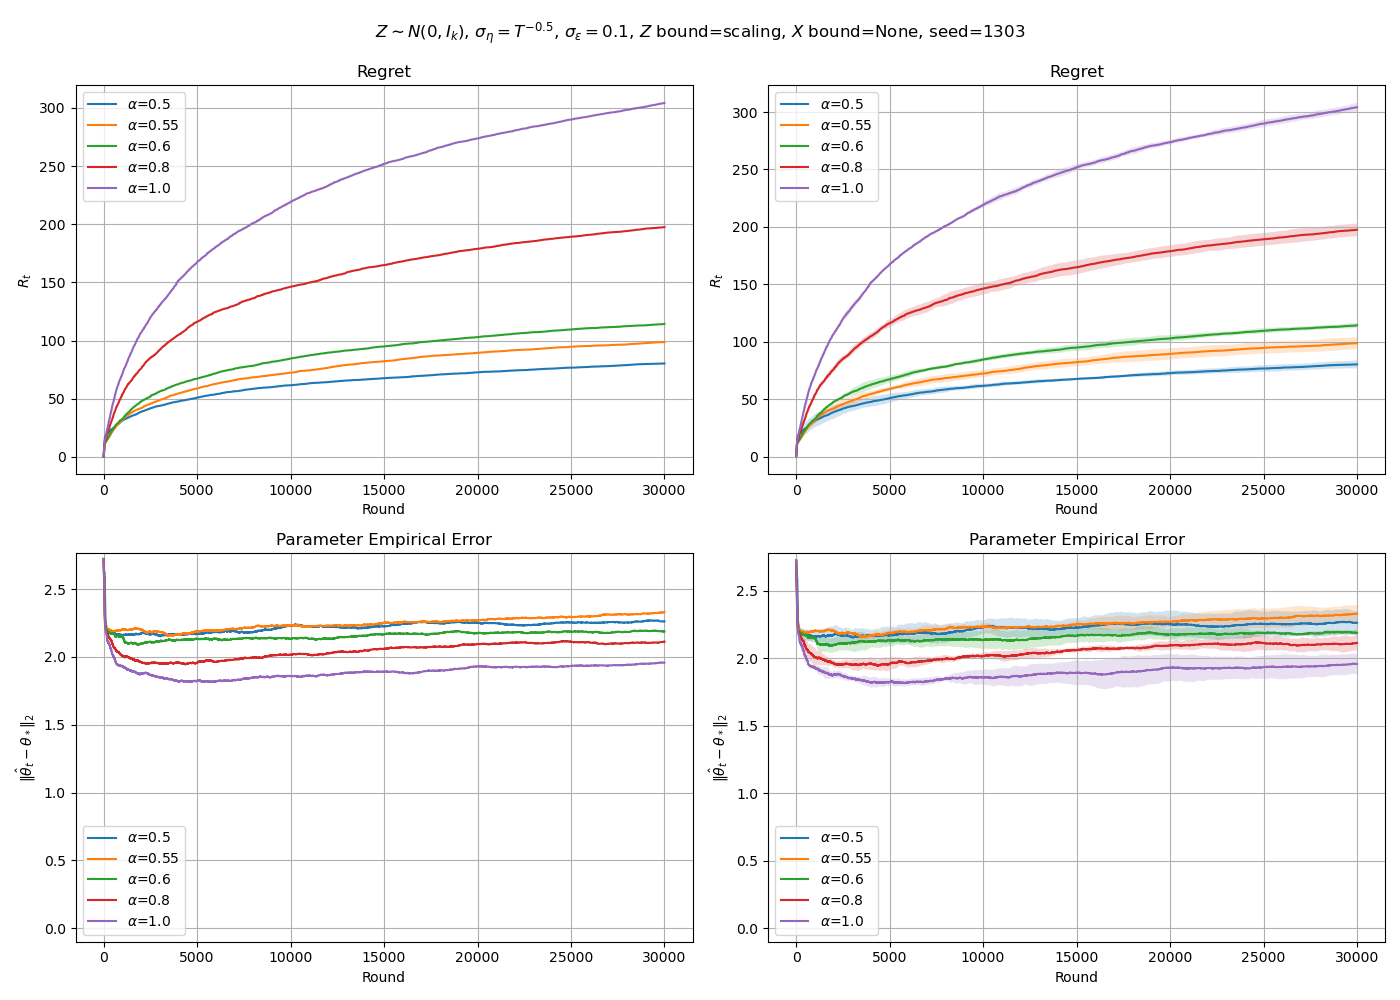 Z ∼ N(0, I_k), σ_η = T^{−0.5}, σ_ε = 0.1, Z bound=scaling, X bound=None, seed=1303
Regret
R_t
300
250
200
150
100
50
0
α=0.5
α=0.55
α=0.6
α=0.8
α=1.0
0 5000 10000 15000 20000 25000 30000
Round
Regret
R_t
300
250
200
150
100
50
0
α=0.5
α=0.55
α=0.6
α=0.8
α=1.0
0 5000 10000 15000 20000 25000 30000
Round
Parameter Empirical Error
‖θ̂_t − θ_*‖_2
2.5
2.0
1.5
1.0
0.5
0.0
α=0.5
α=0.55
α=0.6
α=0.8
α=1.0
0 5000 10000 15000 20000 25000 30000
Round
Parameter Empirical Error
‖θ̂_t − θ_*‖_2
2.5
2.0
1.5
1.0
0.5
0.0
α=0.5
α=0.55
α=0.6
α=0.8
α=1.0
0 5000 10000 15000 20000 25000 30000
Round